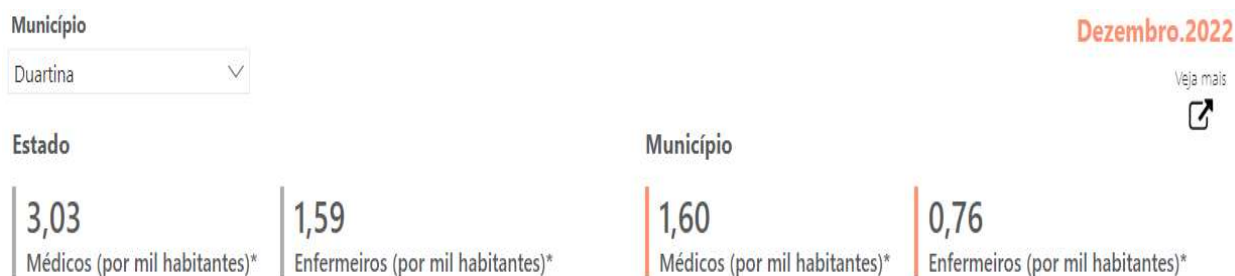 Município
Dezembro.2022
Duartina
Veja mais
Estado
Município
3,03
Médicos (por mil habitantes)*
1,59
Enfermeiros (por mil habitantes)*
1,60
Médicos (por mil habitantes)*
0,76
Enfermeiros (por mil habitantes)*